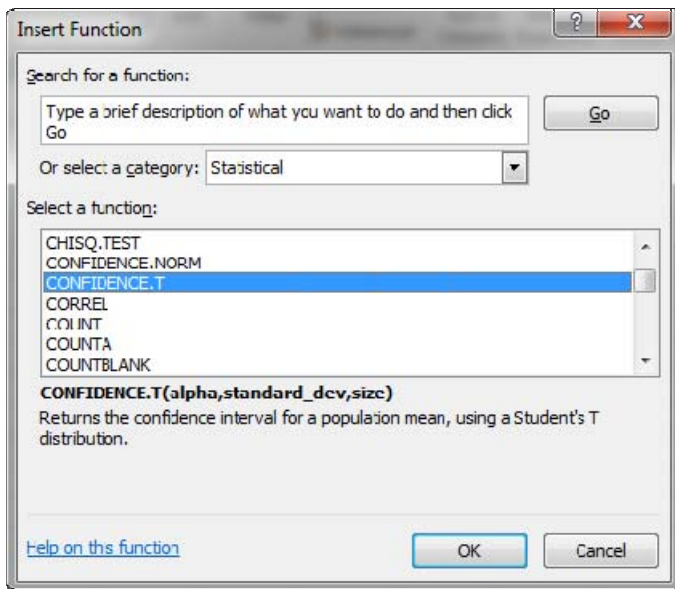 Insert Function
?
X
Search for a function:
Type a brief description of what you want to do and then click
Go
Go
Or select a category: Statistical
Select a function:
CHISQ.TEST
CONFIDENCE.NORM
CONFIDENCE.T
CORREL
COUNT
COUNTA
COUNTBLANK
CONFIDENCE.T(alpha,standard_dev,size)
Returns the confidence interval for a population mean, using a Student's T
distribution.
Help on this function
OK
Cancel